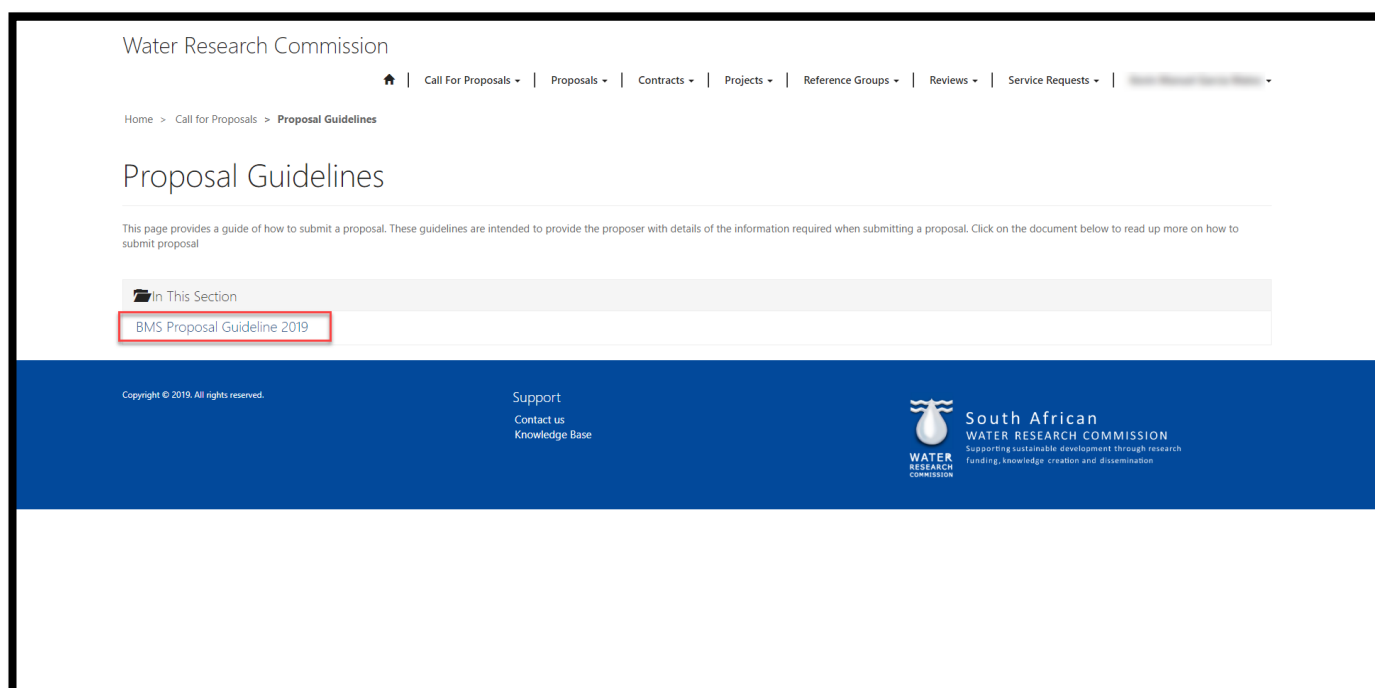 Water Research Commission
Call For Proposals
Proposals
Contracts
Projects
Reference Groups
Reviews
Service Requests
Home > Call for Proposals > Proposal Guidelines
Proposal Guidelines
This page provides a guide of how to submit a proposal. These guidelines are intended to provide the proposer with details of the information required when submitting a proposal. Click on the document below to read up more on how to
submit proposal
In This Section
BMS Proposal Guideline 2019
Copyright © 2019. All rights reserved.
Support
Contact us
Knowledge Base
WATER
RESEARCH
COMMISSION
South African
WATER RESEARCH COMMISSION
Supporting sustainable development through research
funding, knowledge creation and dissemination